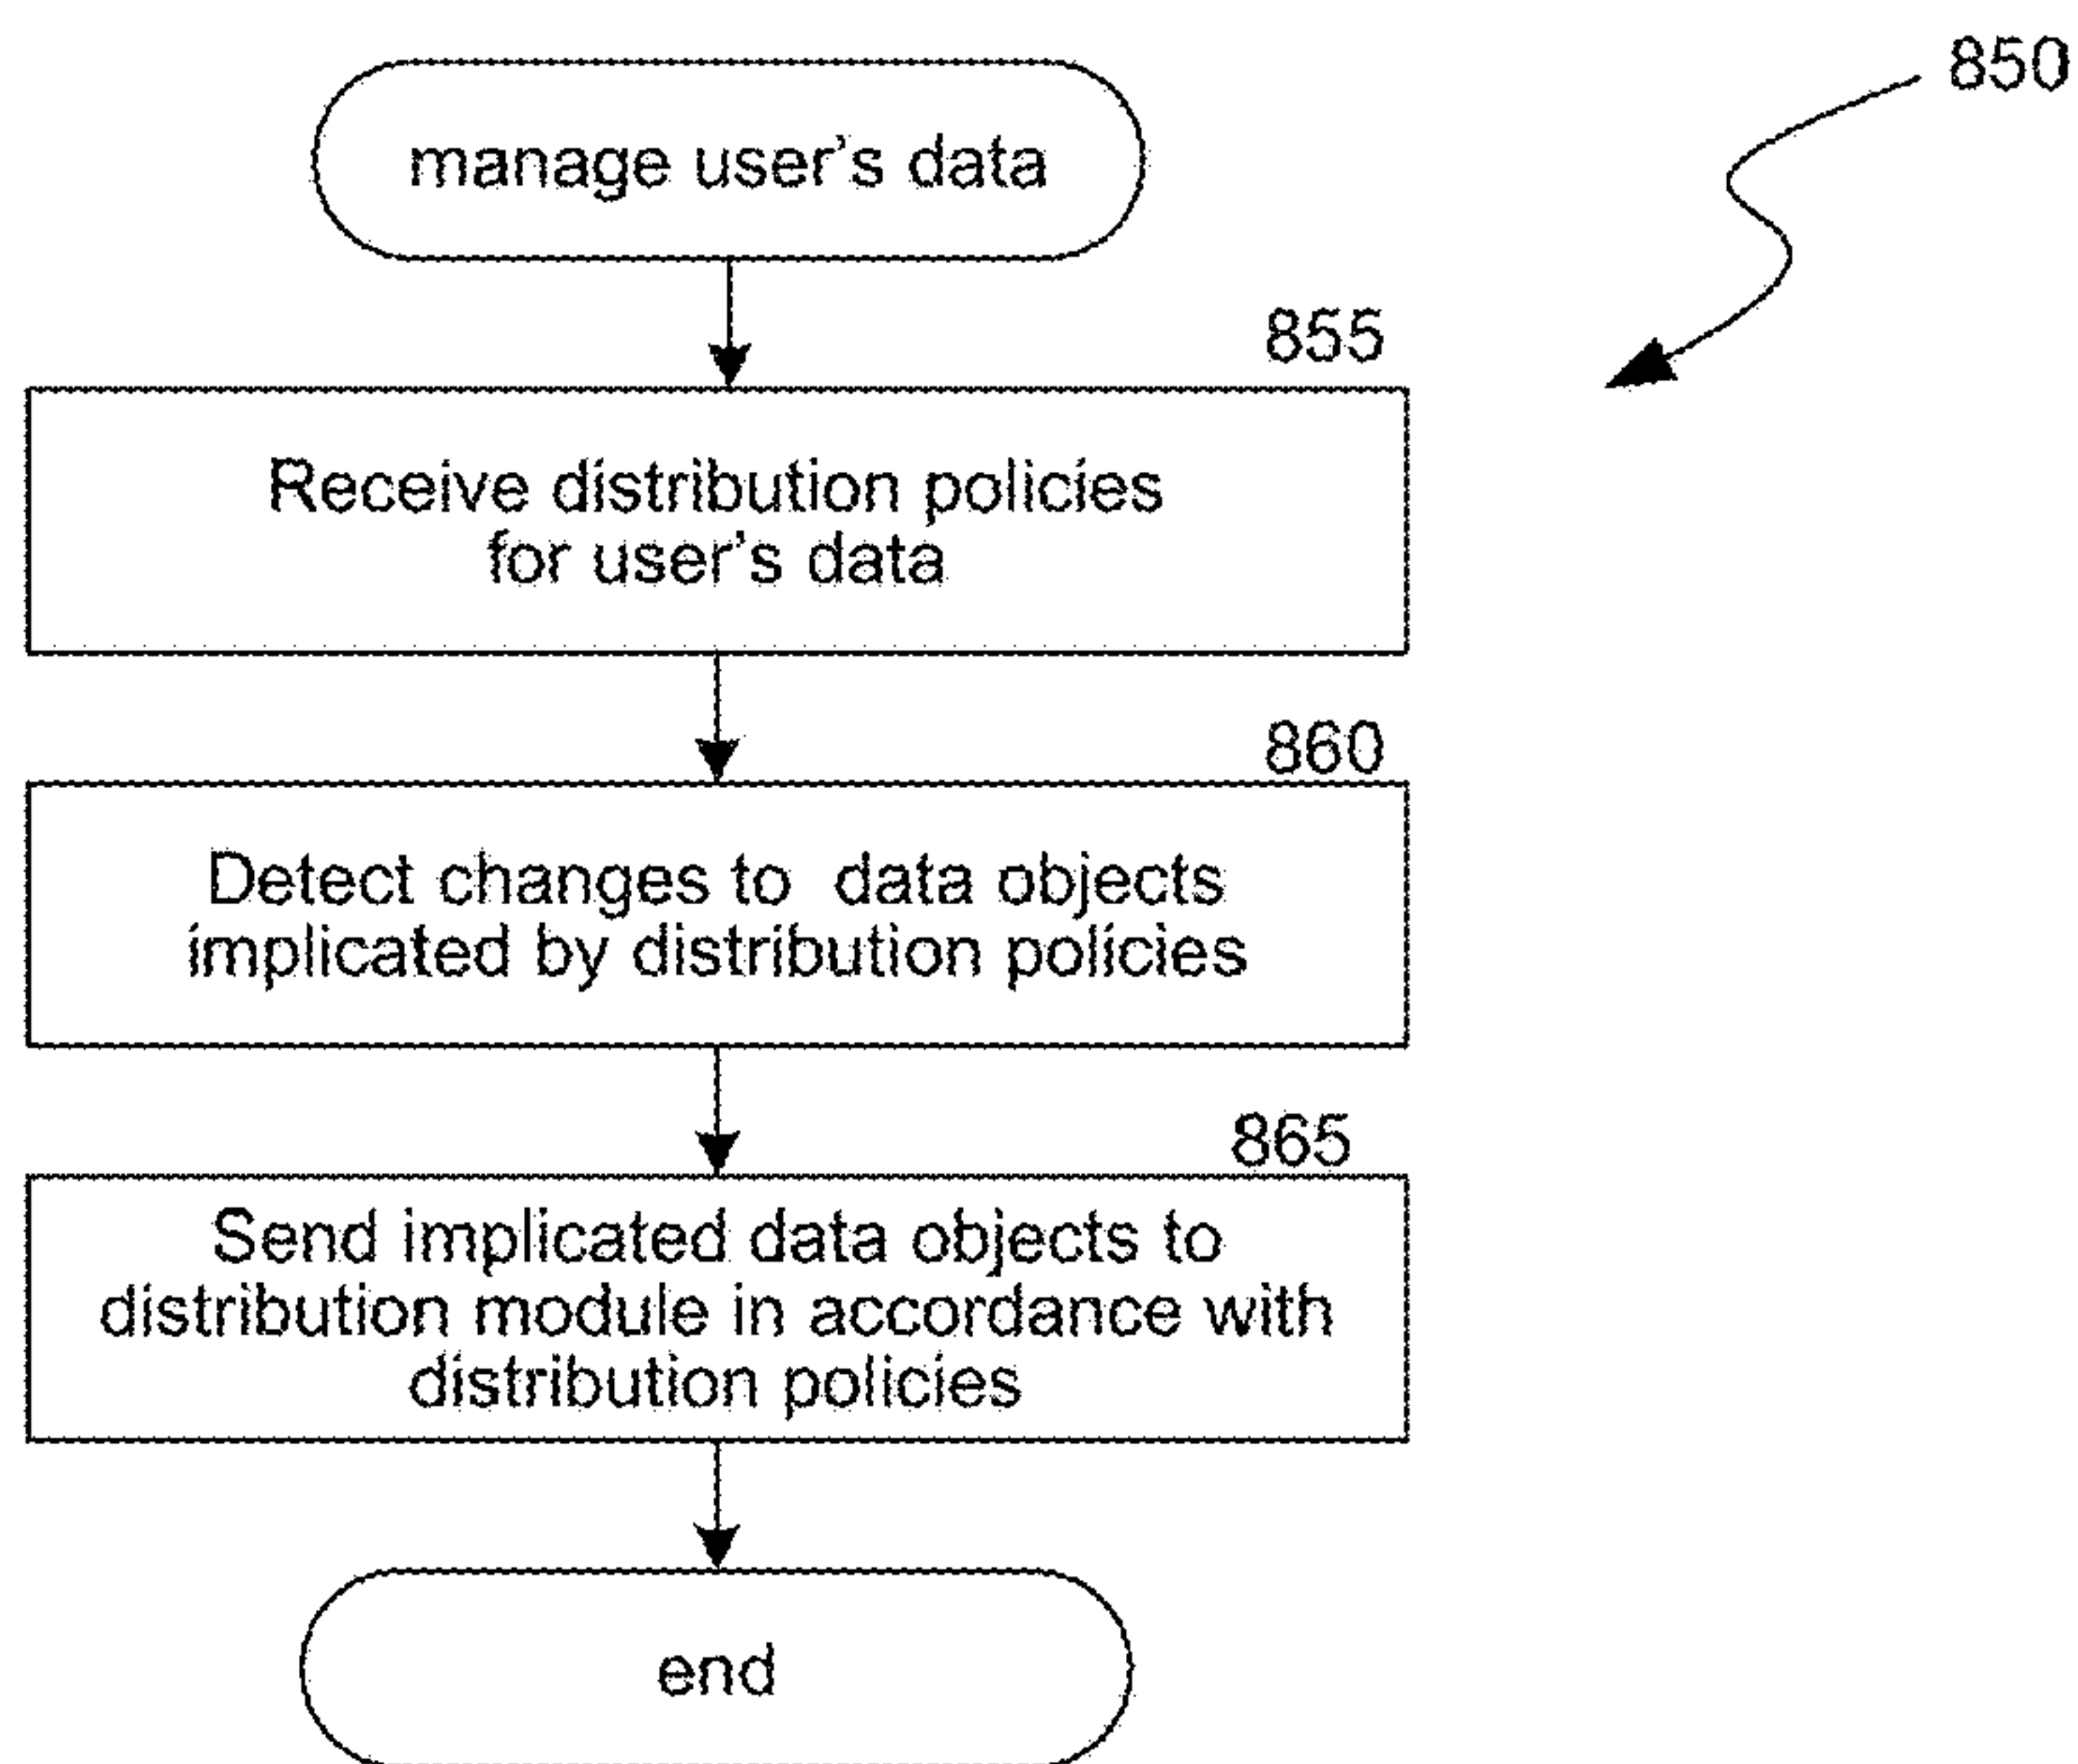 850
manage user's data
855
Receive distribution policies
for user's data
860
Detect changes to data objects
implicated by distribution policies
865
Send implicated data objects to
distribution module in accordance with
distribution policies
end